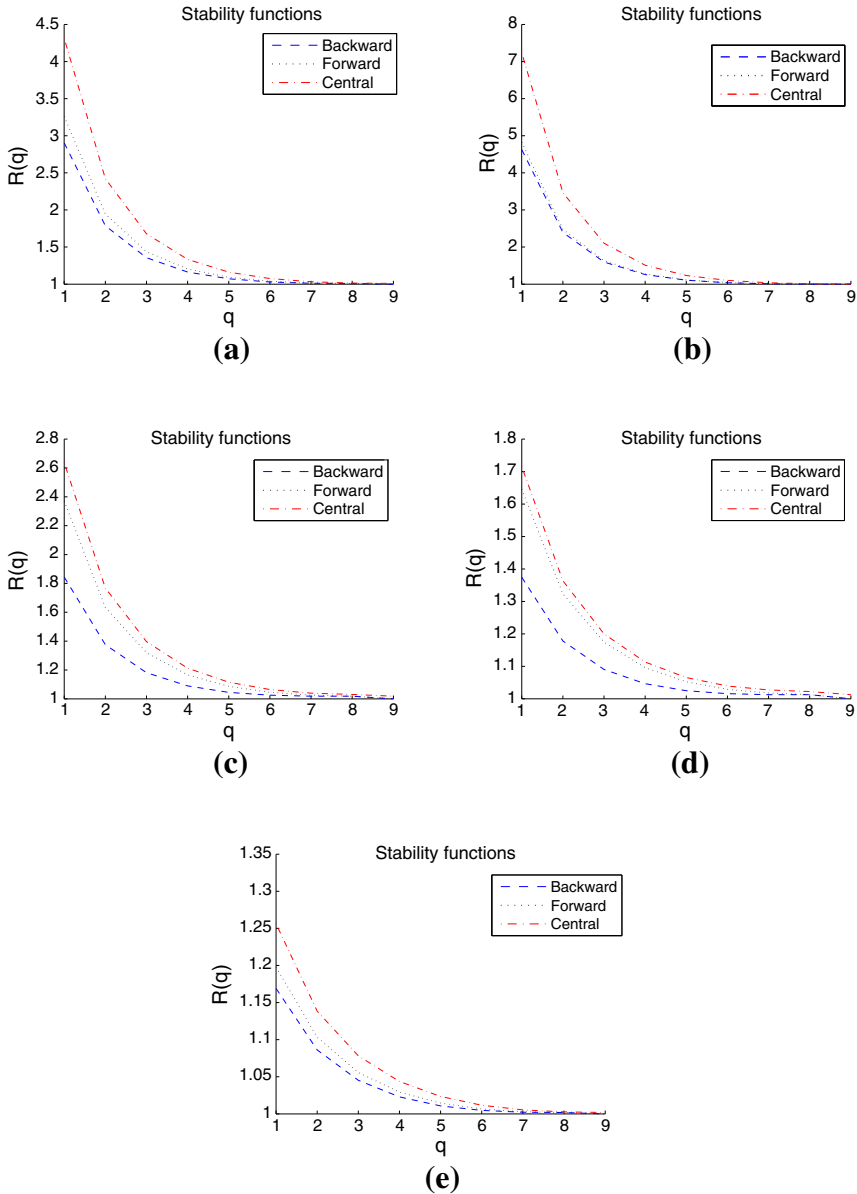 Stability functions
4.5
4
3.5
3
2.5
2
1.5
1
R(q)
Backward
Forward
Central
1 2 3 4 5 6 7 8 9
q
(a)
Stability functions
8
7
6
5
4
3
2
1
R(q)
Backward
Forward
Central
1 2 3 4 5 6 7 8 9
q
(b)
Stability functions
2.8
2.6
2.4
2.2
2
1.8
1.6
1.4
1.2
1
R(q)
Backward
Forward
Central
1 2 3 4 5 6 7 8 9
q
(c)
Stability functions
1.8
1.7
1.6
1.5
1.4
1.3
1.2
1.1
1
R(q)
Backward
Forward
Central
1 2 3 4 5 6 7 8 9
q
(d)
Stability functions
1.35
1.3
1.25
1.2
1.15
1.1
1.05
1
R(q)
Backward
Forward
Central
1 2 3 4 5 6 7 8 9
q
(e)